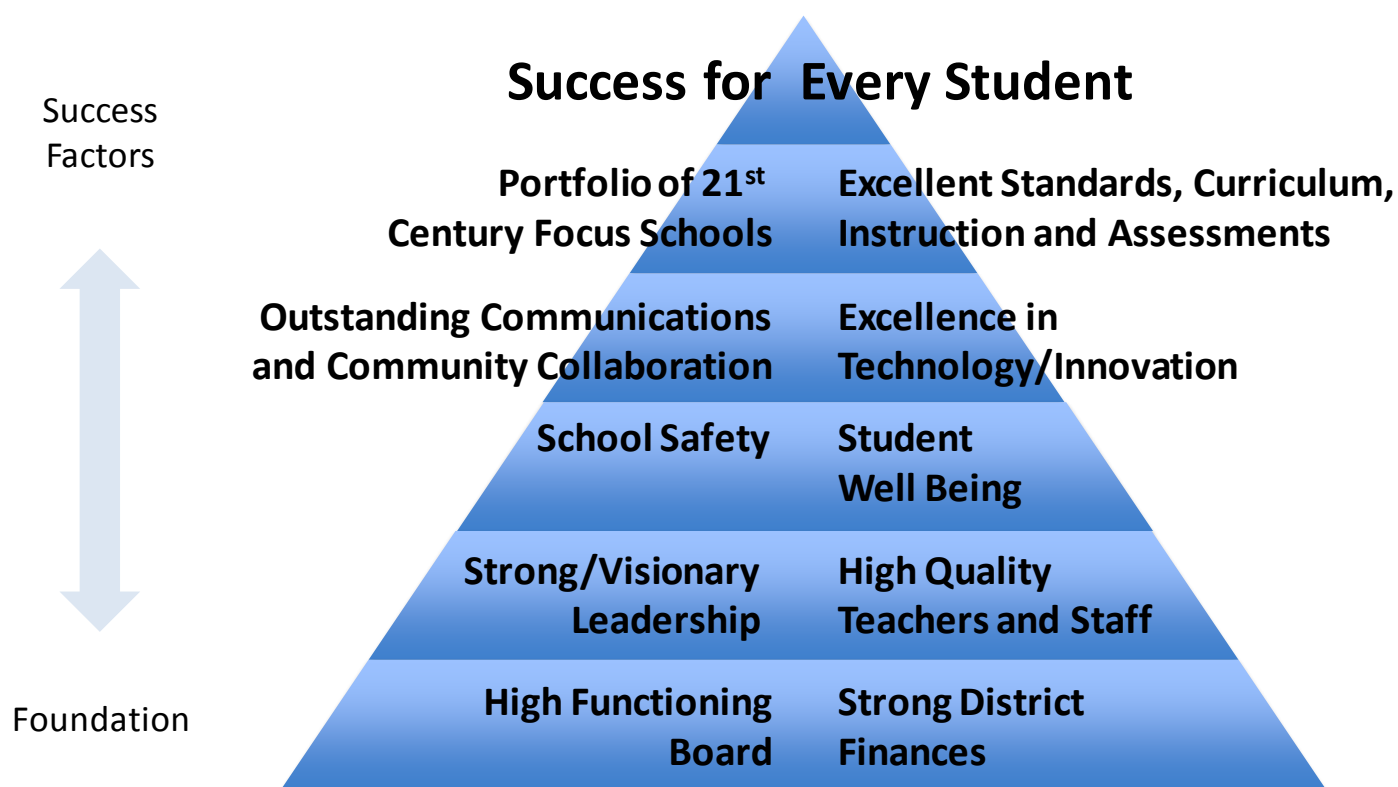 Success for Every Student
Success
Factors
Portfolio of 21st
Century Focus Schools
Excellent Standards, Curriculum,
Instruction and Assessments
Outstanding Communications
and Community Collaboration
Excellence in
Technology/Innovation
School Safety
Student
Well Being
Strong/Visionary
Leadership
High Quality
Teachers and Staff
Foundation
High Functioning
Board
Strong District
Finances